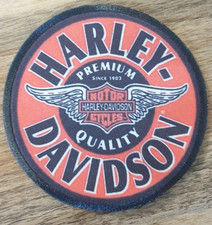 HARLEY-
PREMIUM
SINCE 1903
MOTOR
HARLEY-DAVIDSON
CYCLES
QUALITY
DAVIDSON